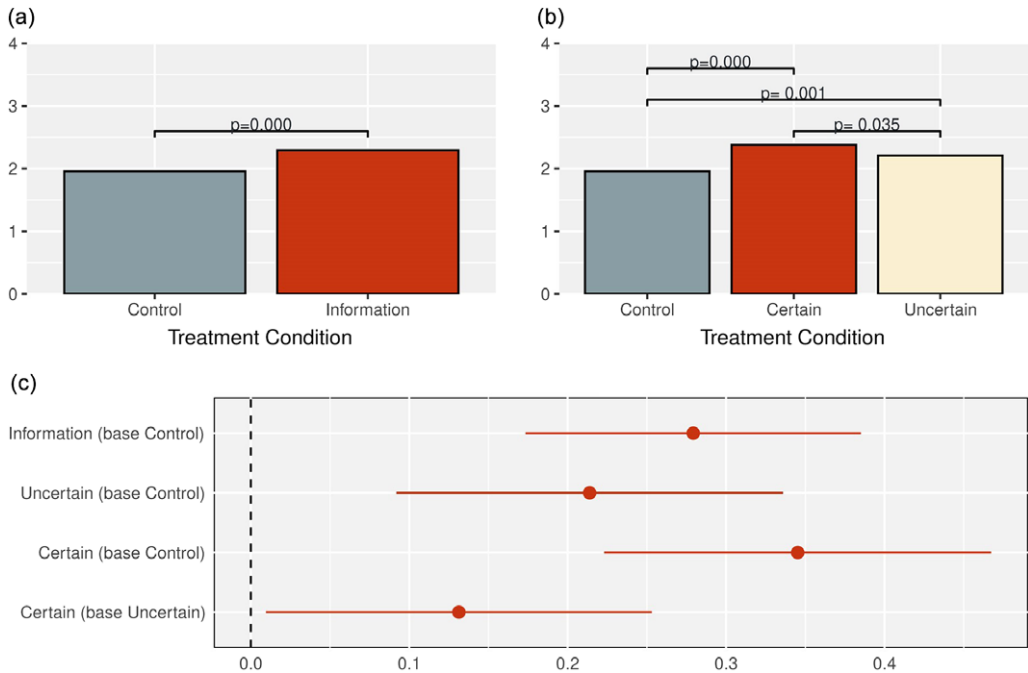 (a)
4
3
2
1
0
p=0.000
Control
Information
Treatment Condition
(b)
4
3
2
1
0
p=0.000
p= 0.001
p= 0.035
Control
Certain
Uncertain
Treatment Condition
(c)
Information (base Control)
Uncertain (base Control)
Certain (base Control)
Certain (base Uncertain)
0.0
0.1
0.2
0.3
0.4